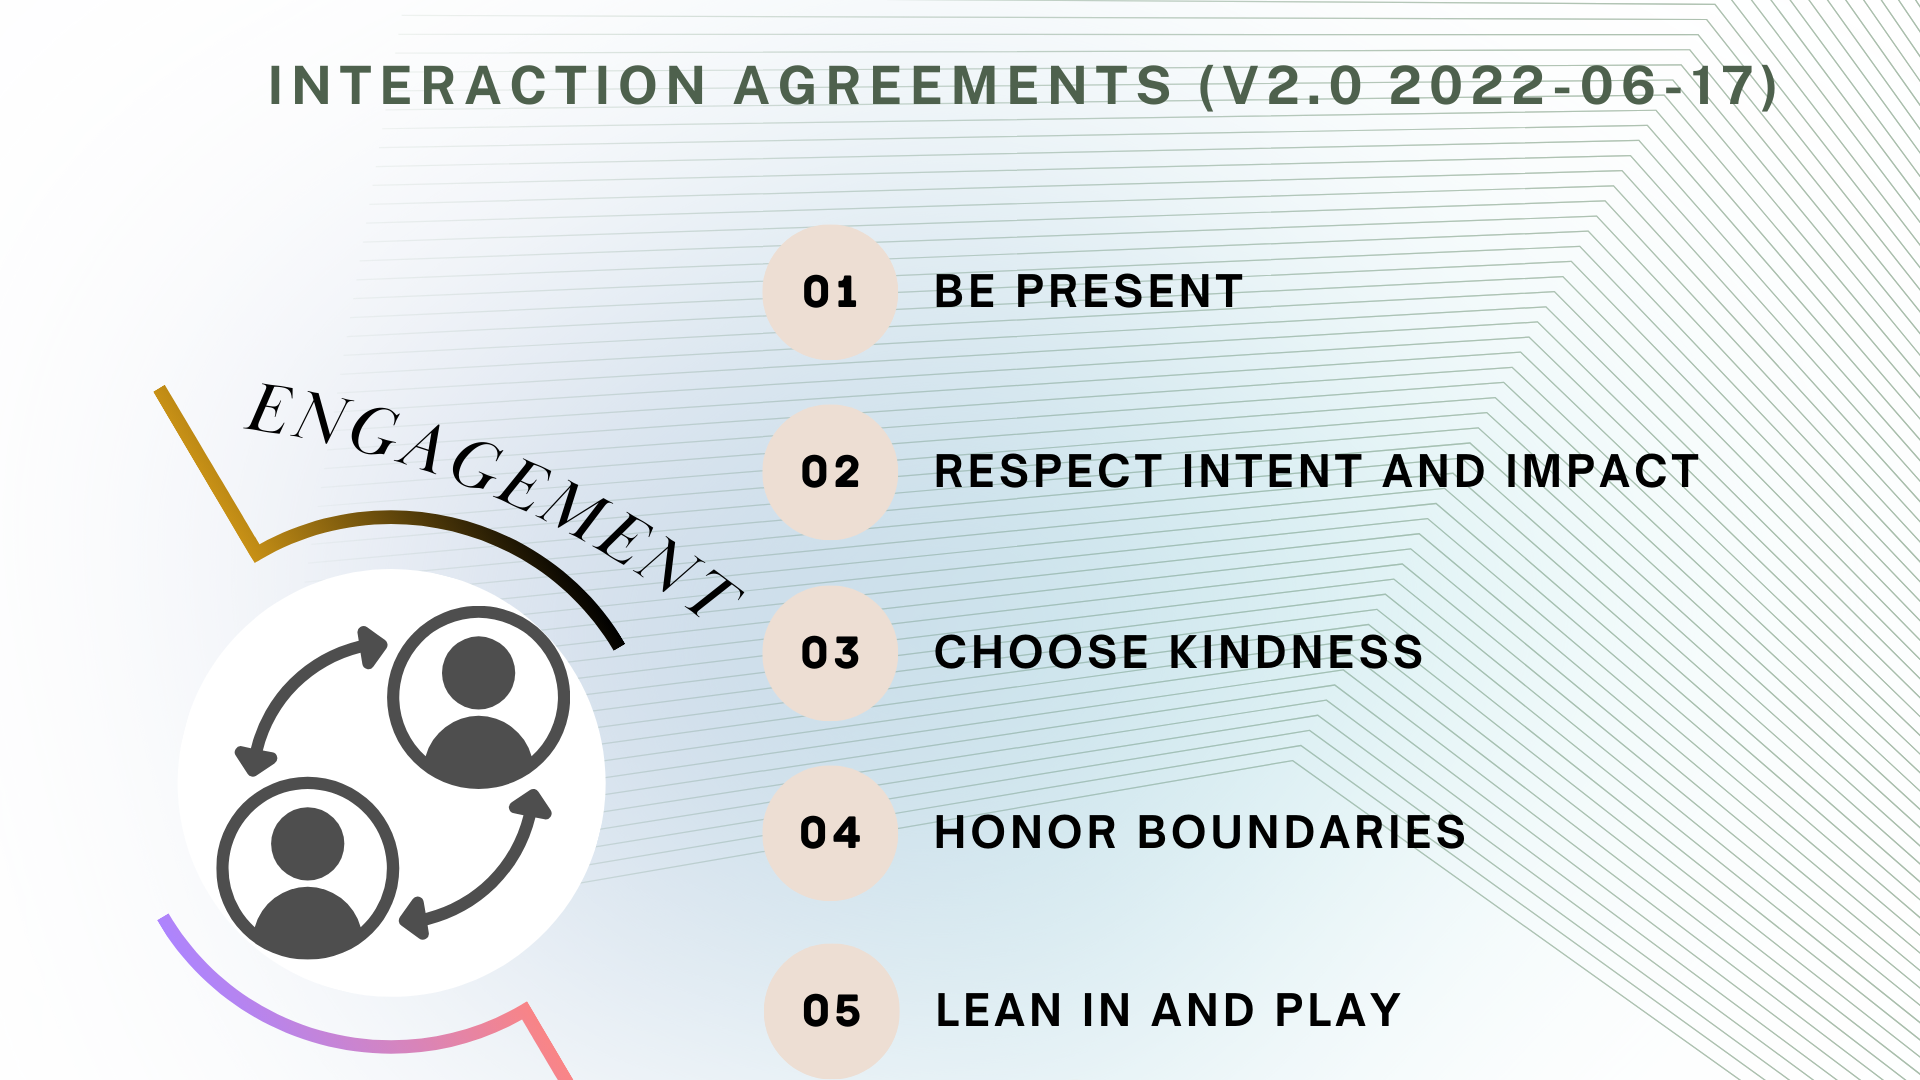 INTERACTION AGREEMENTS (V2.0 2022-06-17)
ENGAGEMENT
01 BE PRESENT
02 RESPECT INTENT AND IMPACT
03 CHOOSE KINDNESS
04 HONOR BOUNDARIES
05 LEAN IN AND PLAY